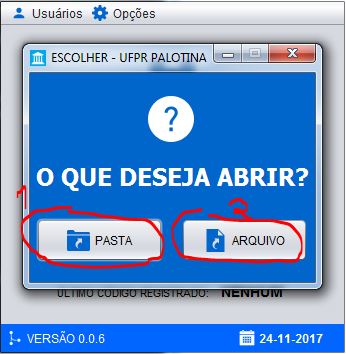 Usuários Opções
ESCOLHER - UFPR PALOTINA
?
O QUE DESEJA ABRIR?
1 2
PASTA ARQUIVO
ÚLTIMO CÓDIGO REGISTRADO: NENHUM
VERSÃO 0.0.6 24-11-2017